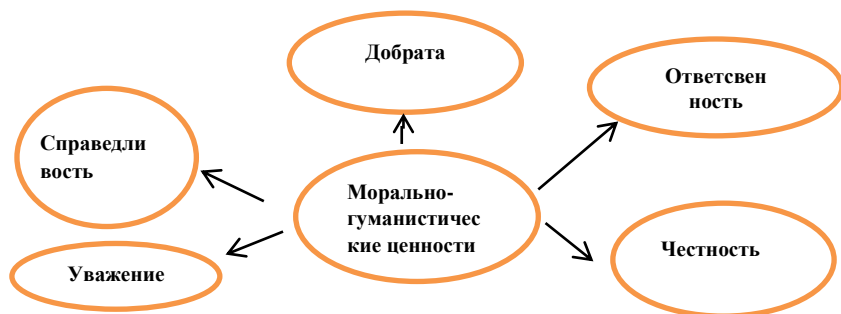 Добрата
Ответсвен
ность
Справедли
вость
Морально-
гуманистичес
кие ценности
Уважение
Честность